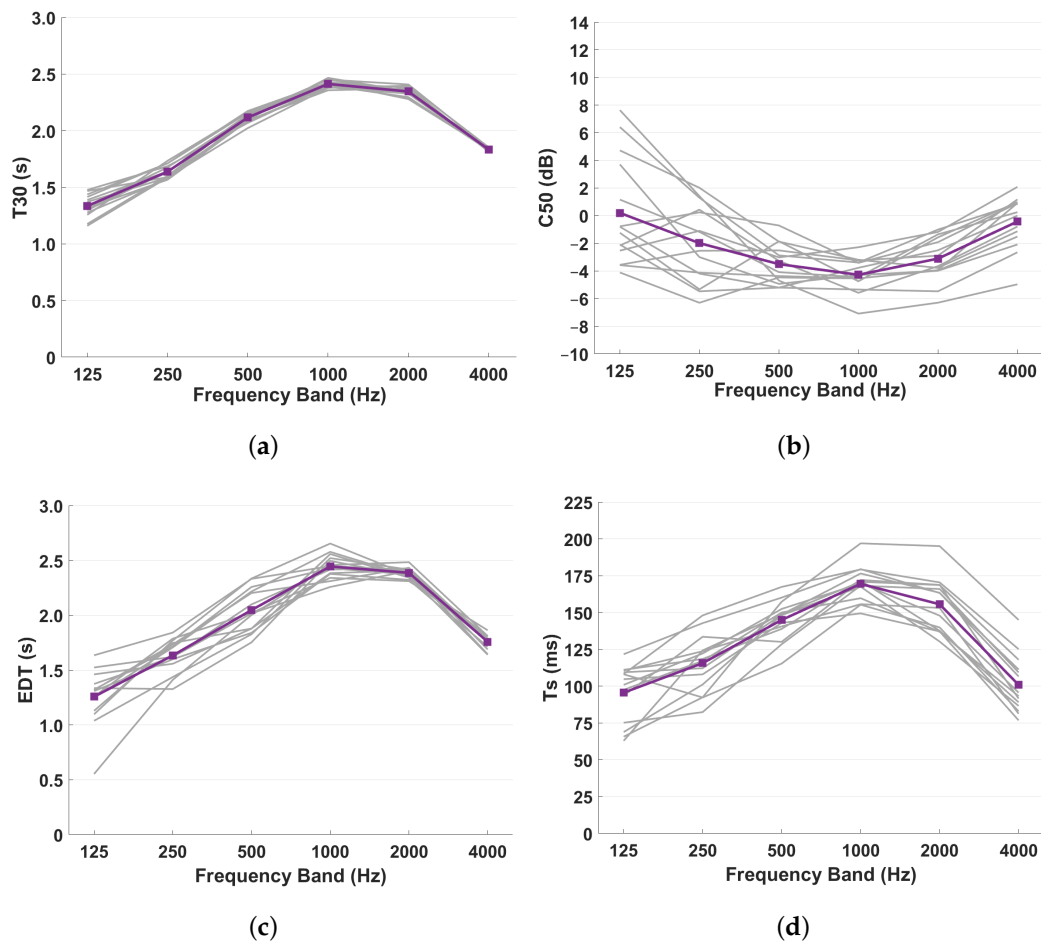 3.0
2.5
2.0
1.5
1.0
0.5
0
T30 (s)
125 250 500 1000 2000 4000
Frequency Band (Hz)
(a)
14
12
10
8
6
4
2
0
−2
−4
−6
−8
−10
C50 (dB)
125 250 500 1000 2000 4000
Frequency Band (Hz)
(b)
3.0
2.5
2.0
1.5
1.0
0.5
0
EDT (s)
125 250 500 1000 2000 4000
Frequency Band (Hz)
(c)
225
200
175
150
125
100
75
50
25
0
Ts (ms)
125 250 500 1000 2000 4000
Frequency Band (Hz)
(d)